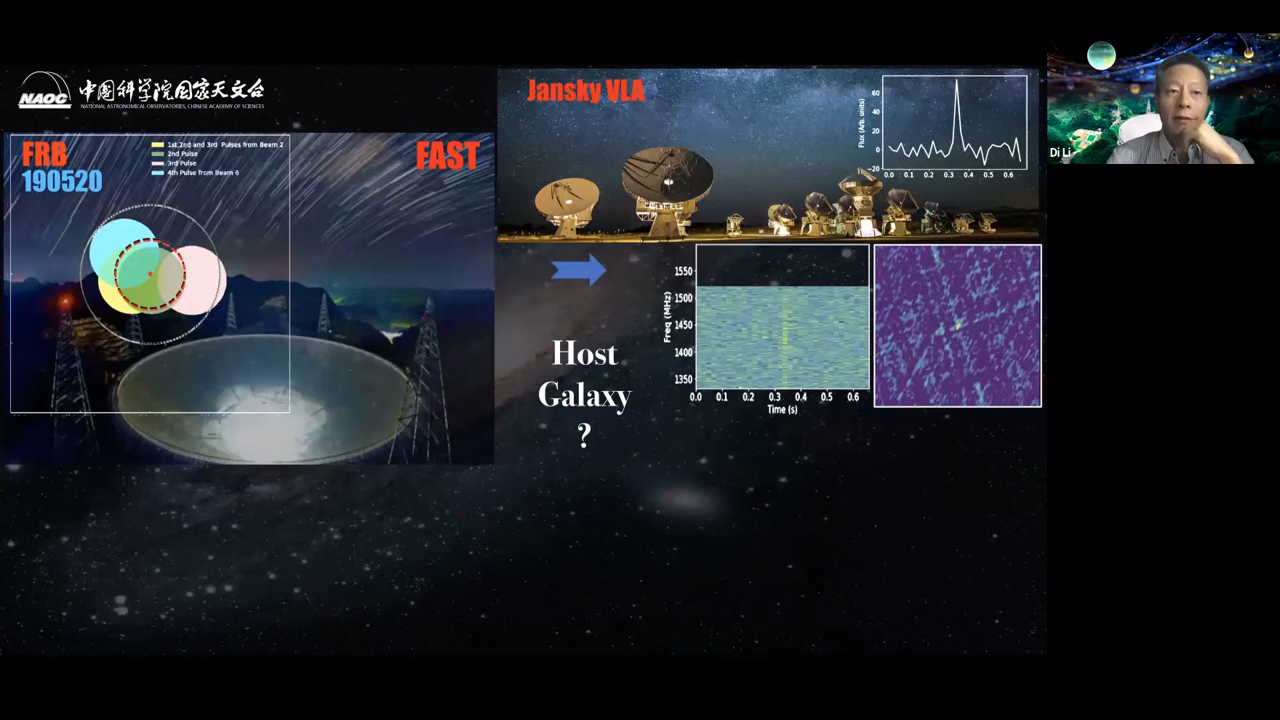 NAOC
中国科学院国家天文台
NATIONAL ASTRONOMICAL OBSERVATORIES, CHINESE ACADEMY OF SCIENCES
FRB
190520
1st,2nd and 3rd Pulses from Beam 2
2nd Pulse
3rd Pulse
4th Pulse from Beam 6
FAST
Jansky VLA
Flux (Arb. units)
60
40
20
0
−20
0.0 0.1 0.2 0.3 0.4 0.5 0.6
Host
Galaxy
?
Freq (MHz)
1550
1500
1450
1400
1350
0.0 0.1 0.2 0.3 0.4 0.5 0.6
Time (s)
Di Li